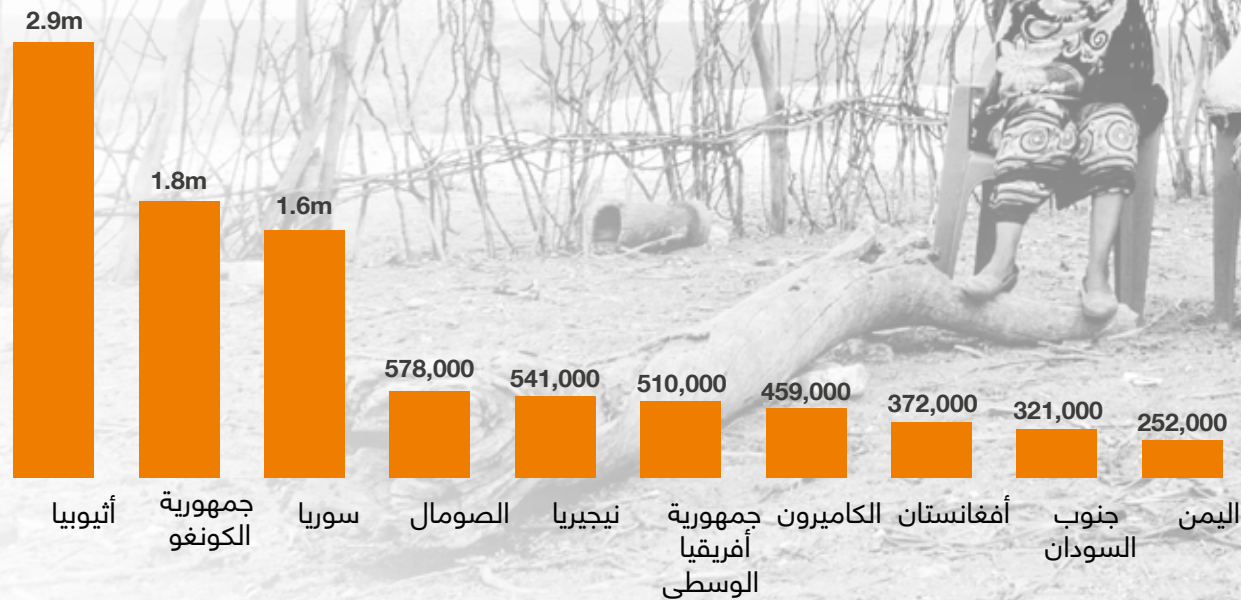 2.9m
1.8m
1.6m
578,000
541,000
510,000
459,000
372,000
321,000
252,000
أثيوبيا
جمهورية
الكونغو
سوريا
الصومال
نيجيريا
جمهورية
أفريقيا
الوسطى
الكاميرون
أفغانستان
جنوب
السودان
اليمن